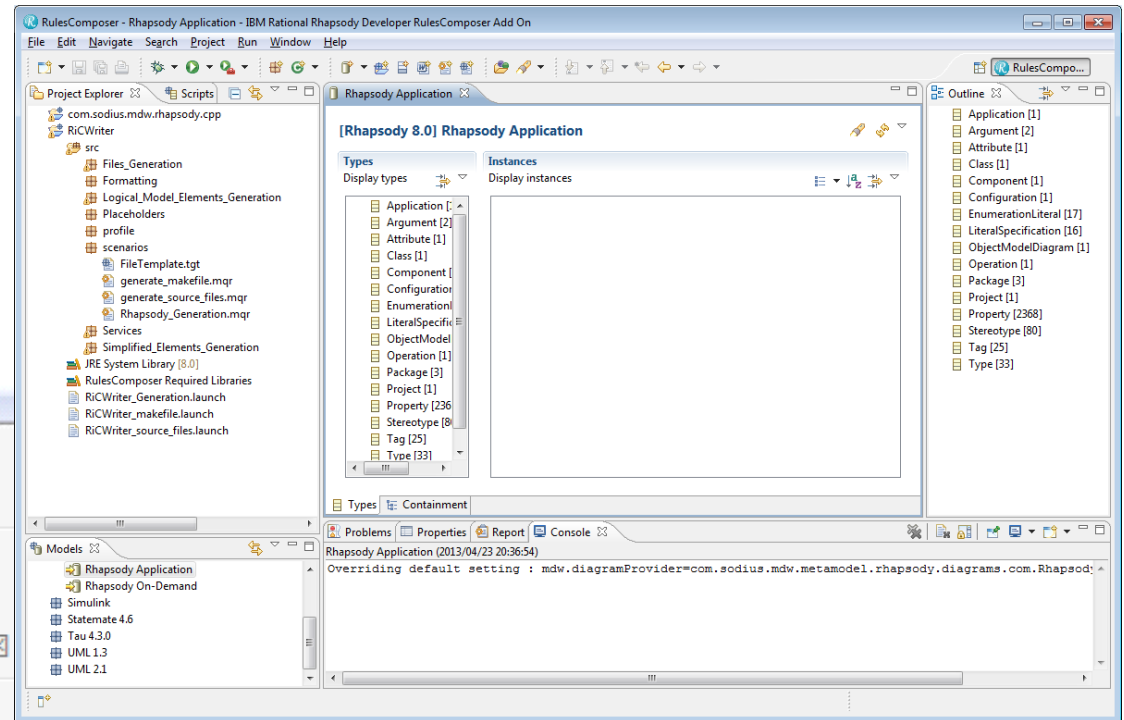 RulesComposer - Rhapsody Application - IBM Rational Rhapsody Developer RulesComposer Add On
File Edit Navigate Search Project Run Window Help
RulesCompo...
Project Explorer Scripts
com.sodius.mdw.rhapsody.cpp
RiCWriter
src
Files_Generation
Formatting
Logical_Model_Elements_Generation
Placeholders
profile
scenarios
FileTemplate.tgt
generate_makefile.mqr
generate_source_files.mqr
Rhapsody_Generation.mqr
Services
Simplified_Elements_Generation
JRE System Library [8.0]
RulesComposer Required Libraries
RiCWriter_Generation.launch
RiCWriter_makefile.launch
RiCWriter_source_files.launch
Rhapsody Application
[Rhapsody 8.0] Rhapsody Application
Types
Display types
Application [
Argument [2]
Attribute [1]
Class [1]
Component [
Configuration
Enumerationl
LiteralSpecific
ObjectModel
Operation [1]
Package [3]
Project [1]
Property [236
Stereotype [8
Tag [25]
Type [33]
Instances
Display instances
Types Containment
Outline
Application [1]
Argument [2]
Attribute [1]
Class [1]
Component [1]
Configuration [1]
EnumerationLiteral [17]
LiteralSpecification [16]
ObjectModelDiagram [1]
Operation [1]
Package [3]
Project [1]
Property [2368]
Stereotype [80]
Tag [25]
Type [33]
Models
Rhapsody Application
Rhapsody On-Demand
Simulink
Statemate 4.6
Tau 4.3.0
UML 1.3
UML 2.1
Problems Properties Report Console
Rhapsody Application (2013/04/23 20:36:54)
Overriding default setting : mdw.diagramProvider=com.sodius.mdw.metamodel.rhapsody.diagrams.com.Rhapsody